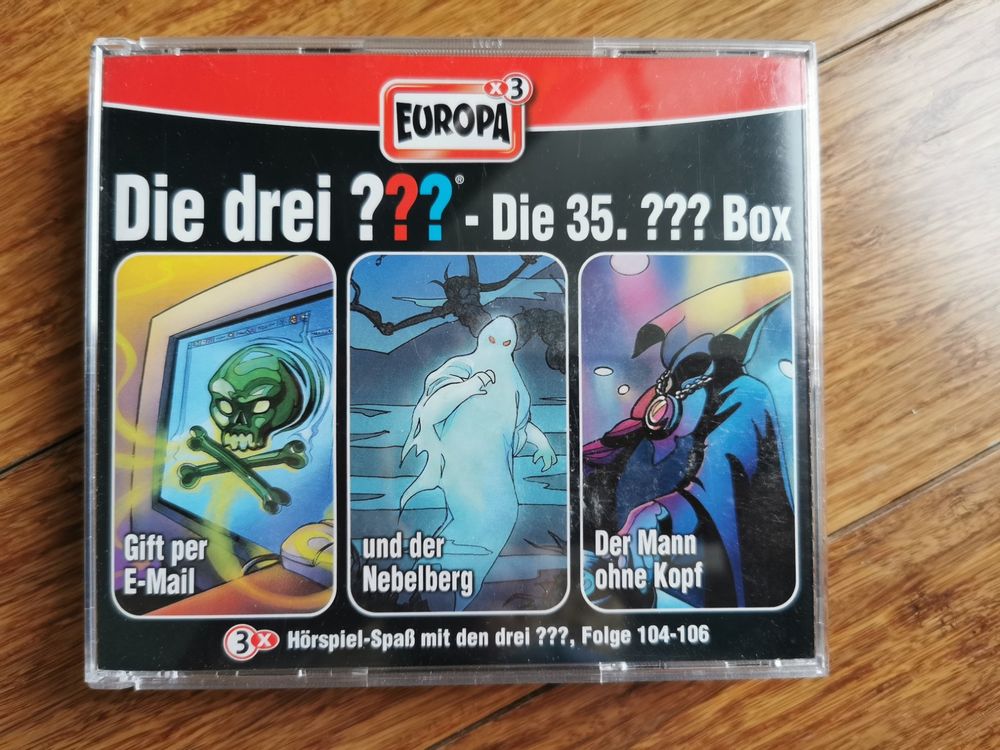 x3
EUROPA
Die drei ???® - Die 35. ??? Box
Gift per
E-Mail
und der
Nebelberg
Der Mann
ohne Kopf
3x Hörspiel-Spaß mit den drei ???, Folge 104-106